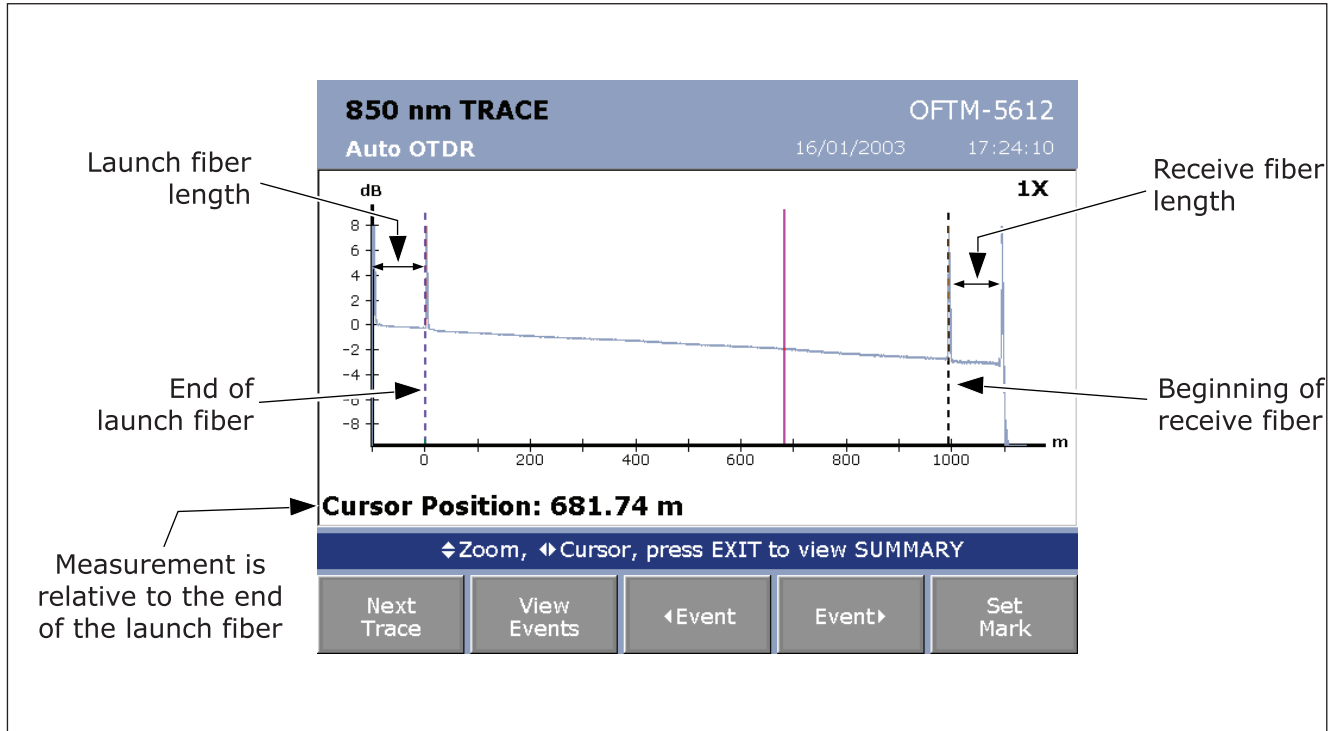 850 nm TRACE
OFTM-5612
Auto OTDR
16/01/2003
17:24:10
Launch fiber
length
Receive fiber
length
dB
1X
8
6
4
2
0
-2
-4
-6
-8
End of
launch fiber
Beginning of
receive fiber
m
0
200
400
600
800
1000
Cursor Position: 681.74 m
Measurement is
relative to the end
of the launch fiber
Zoom, Cursor, press EXIT to view SUMMARY
Next
Trace
View
Events
Event
Event
Set
Mark